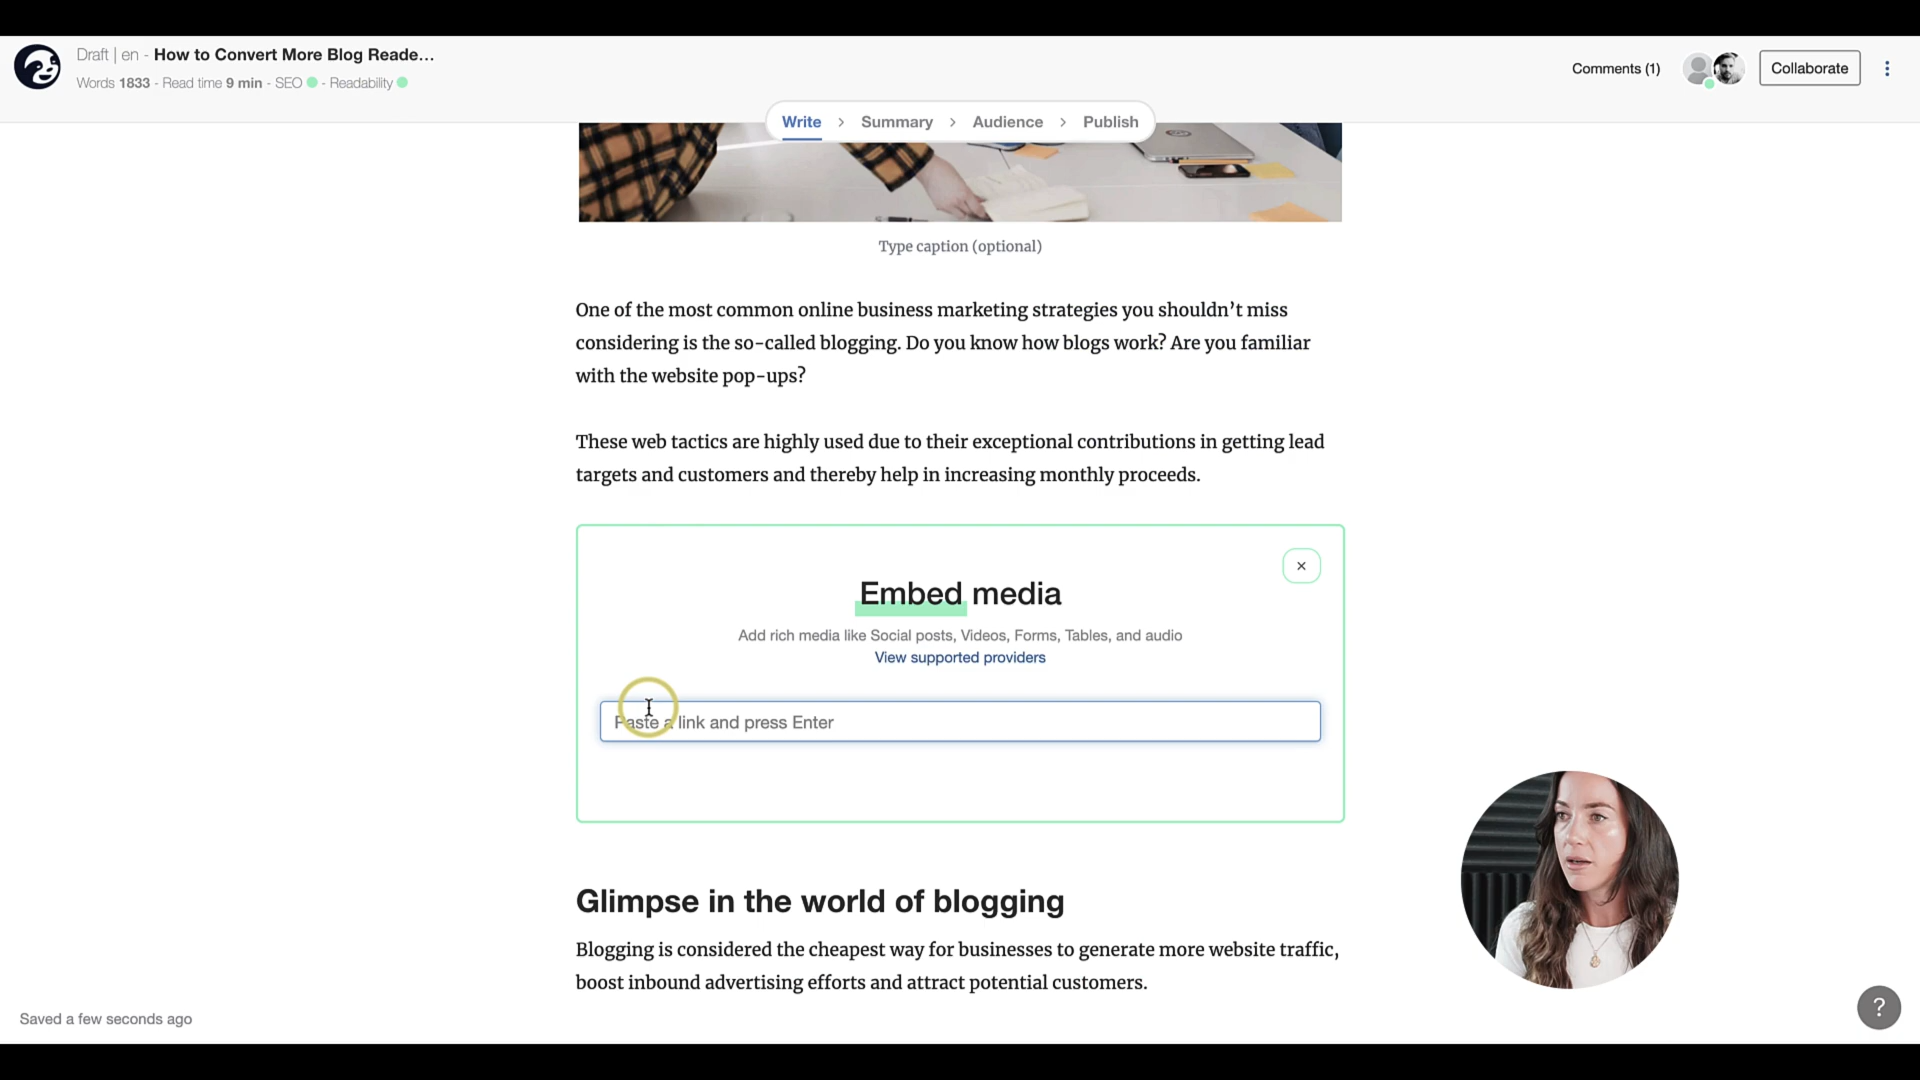 Draft | en - How to Convert More Blog Reade...
Words 1833 - Read time 9 min - SEO - Readability
Comments (1)
Collaborate
Write > Summary > Audience > Publish
Type caption (optional)
One of the most common online business marketing strategies you shouldn't miss
considering is the so-called blogging. Do you know how blogs work? Are you familiar
with the website pop-ups?
These web tactics are highly used due to their exceptional contributions in getting lead
targets and customers and thereby help in increasing monthly proceeds.
×
Embed media
Add rich media like Social posts, Videos, Forms, Tables, and audio
View supported providers
Paste a link and press Enter
Glimpse in the world of blogging
Blogging is considered the cheapest way for businesses to generate more website traffic,
boost inbound advertising efforts and attract potential customers.
Saved a few seconds ago
?